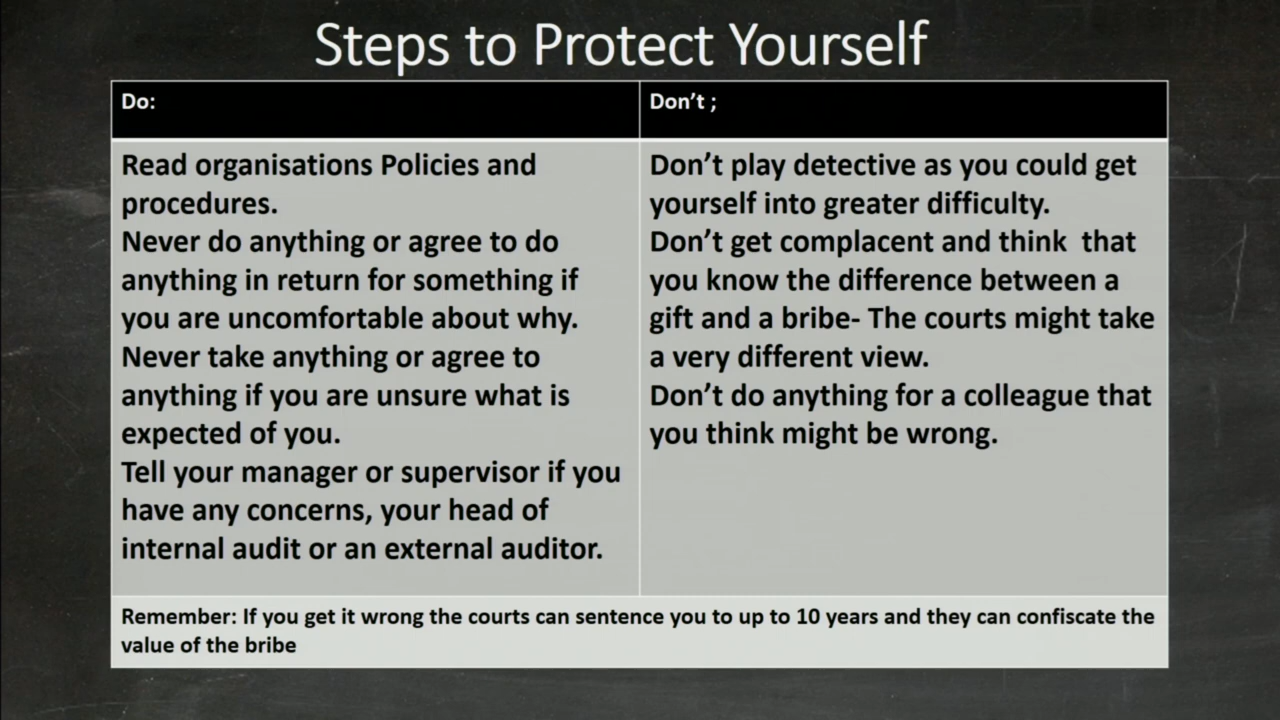 Steps to Protect Yourself
Do:
Don’t ;
Read organisations Policies and
procedures.
Never do anything or agree to do
anything in return for something if
you are uncomfortable about why.
Never take anything or agree to
anything if you are unsure what is
expected of you.
Tell your manager or supervisor if you
have any concerns, your head of
internal audit or an external auditor.
Don’t play detective as you could get
yourself into greater difficulty.
Don’t get complacent and think  that
you know the difference between a
gift and a bribe- The courts might take
a very different view.
Don’t do anything for a colleague that
you think might be wrong.
Remember: If you get it wrong the courts can sentence you to up to 10 years and they can confiscate the
value of the bribe